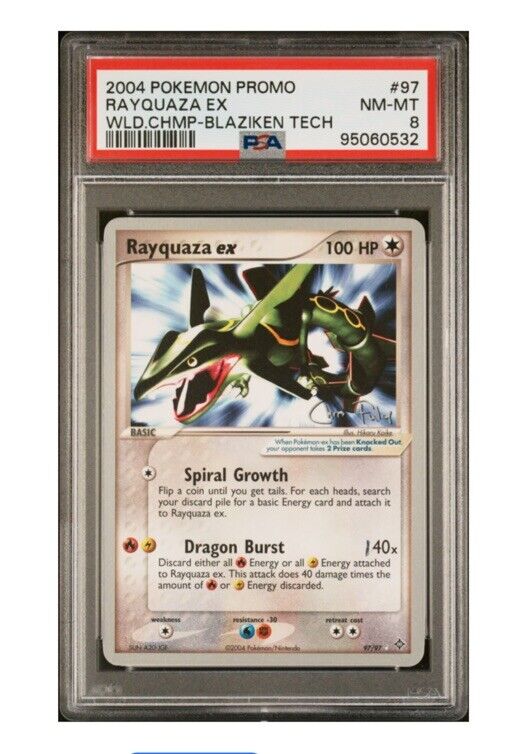 2004 POKEMON PROMO #97
RAYQUAZA EX NM-MT
WLD.CHMP-BLAZIKEN TECH 8
PSA 95060532
Rayquaza ex 100 HP
BASIC
illus. Hikaru Koike
When Pokémon-ex has been Knocked Out,
your opponent takes 2 Prize cards.
Spiral Growth
Flip a coin until you get tails. For each heads, search
your discard pile for a basic Energy card and attach it
to Rayquaza ex.
Dragon Burst 40x
Discard either all Energy or all Energy attached
to Rayquaza ex. This attack does 40 damage times the
amount of or Energy discarded.
weakness resistance -30 retreat cost
©2004 Pokémon/Nintendo 97/97